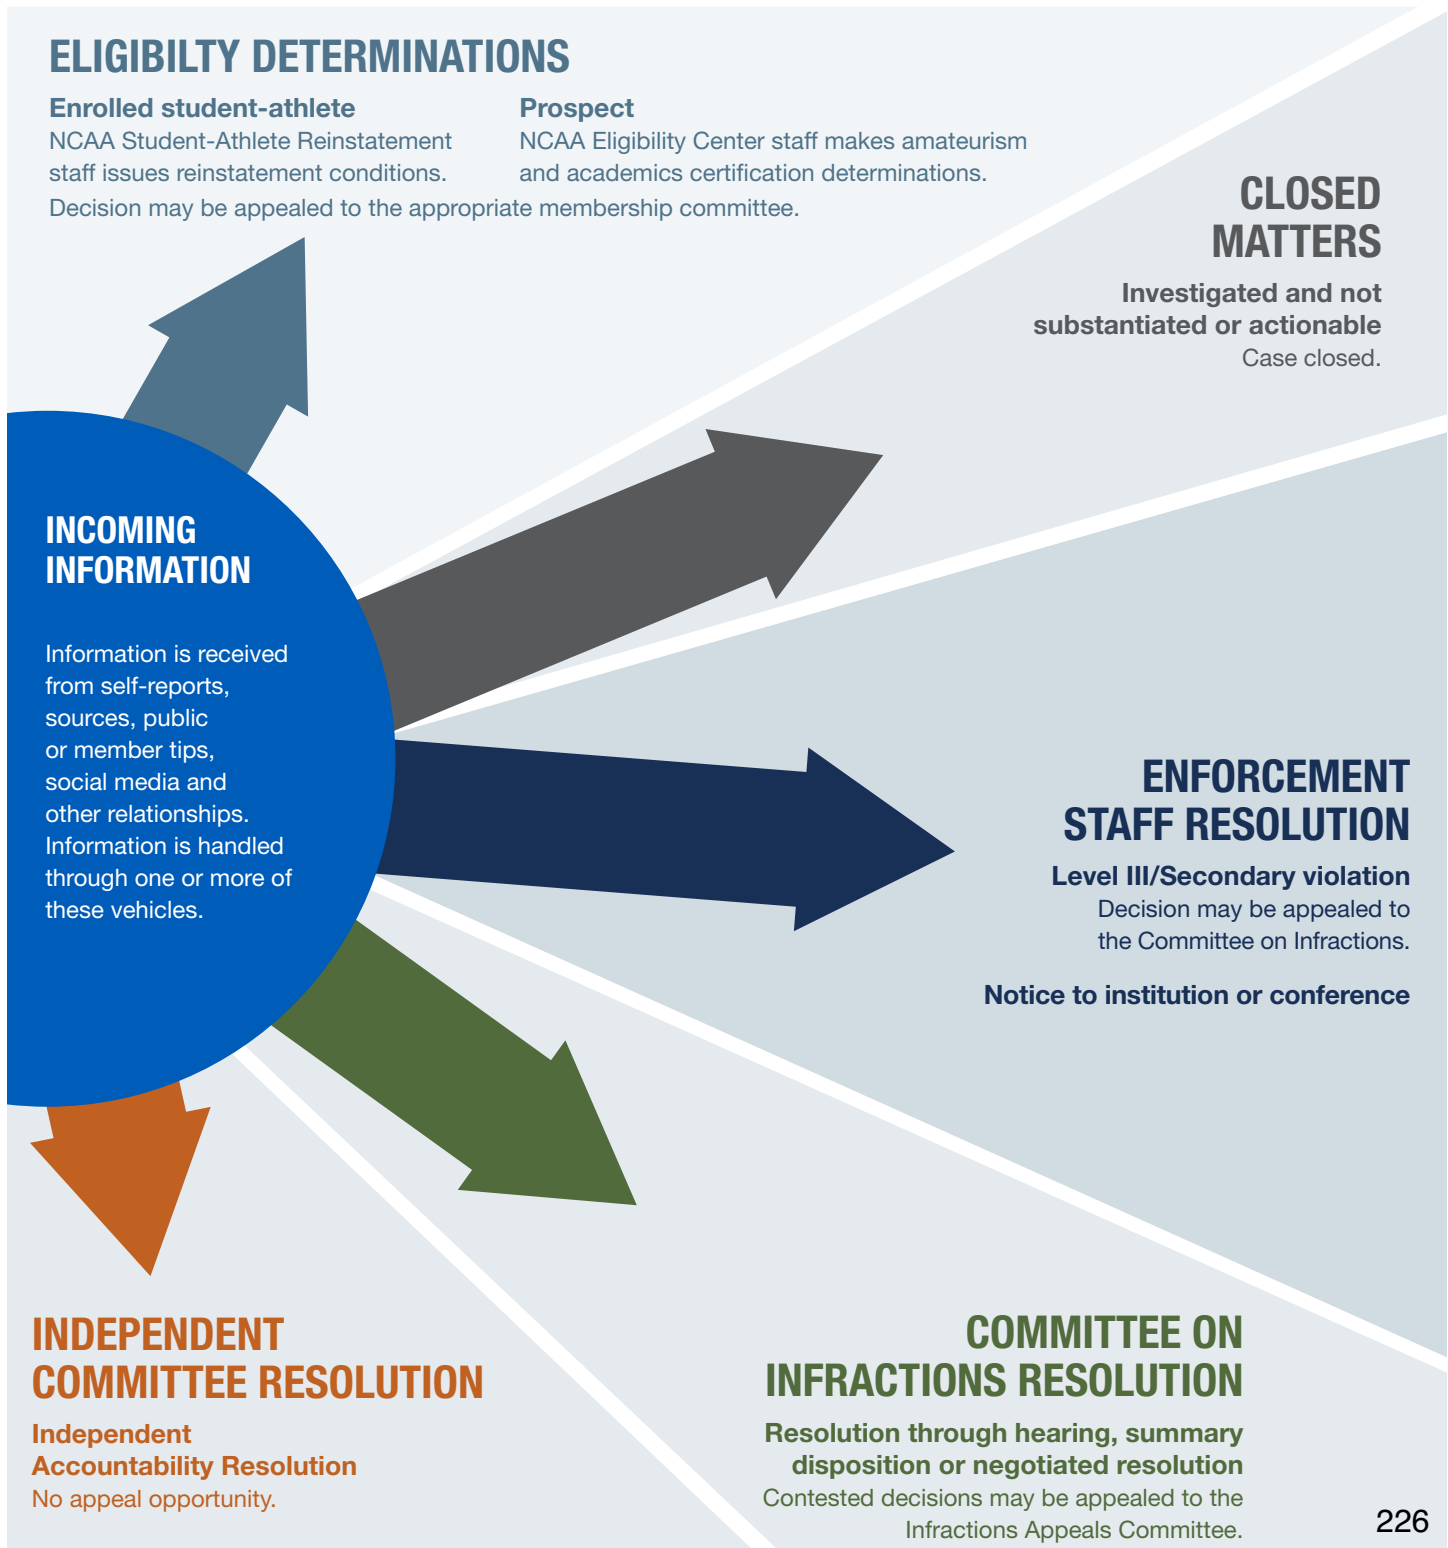 ELIGIBILTY DETERMINATIONS
Enrolled student-athlete
NCAA Student-Athlete Reinstatement
staff issues reinstatement conditions.
Prospect
NCAA Eligibility Center staff makes amateurism
and academics certification determinations.
Decision may be appealed to the appropriate membership committee.
CLOSED
MATTERS
Investigated and not
substantiated or actionable
Case closed.
INCOMING
INFORMATION
Information is received
from self-reports,
sources, public
or member tips,
social media and
other relationships.
Information is handled
through one or more of
these vehicles.
ENFORCEMENT
STAFF RESOLUTION
Level III/Secondary violation
Decision may be appealed to
the Committee on Infractions.
Notice to institution or conference
INDEPENDENT
COMMITTEE RESOLUTION
Independent
Accountability Resolution
No appeal opportunity.
COMMITTEE ON
INFRACTIONS RESOLUTION
Resolution through hearing, summary
disposition or negotiated resolution
Contested decisions may be appealed to the
Infractions Appeals Committee.
226